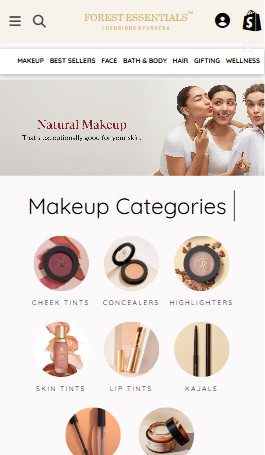 FOREST ESSENTIALS™
LUXURIOUS AYURVEDA
MAKEUP BEST SELLERS FACE BATH & BODY HAIR GIFTING WELLNESS
Natural Makeup
That's exceptionally good for your skin.
Makeup Categories
CHEEK TINTS CONCEALERS HIGHLIGHTERS
SKIN TINTS LIP TINTS KAJALS